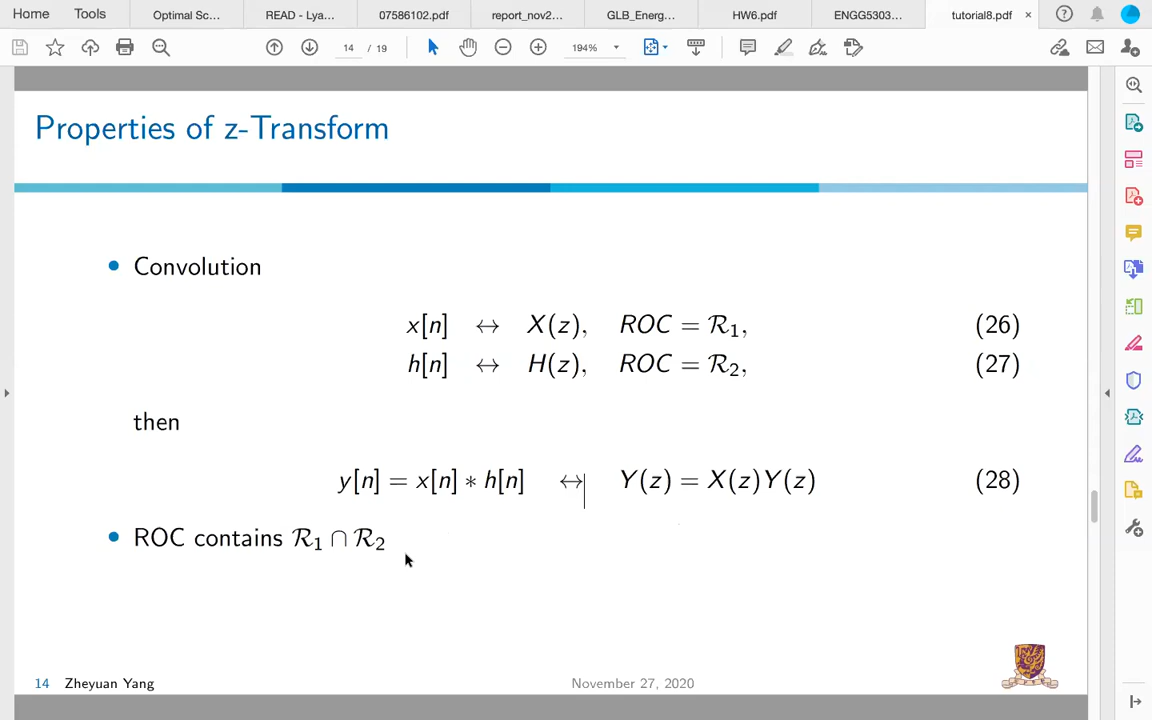 Home Tools Optimal Sc... READ - Lya... 07586102.pdf report_nov2... GLB_Energ... HW6.pdf ENGG5303... tutorial8.pdf ×
14 / 19 194%
Properties of z-Transform
• Convolution
x[n] ↔ X(z), ROC = R₁, (26)
h[n] ↔ H(z), ROC = R₂, (27)
then
y[n] = x[n] ∗ h[n] ↔ Y(z) = X(z)Y(z) (28)
• ROC contains R₁ ∩ R₂
14 Zheyuan Yang November 27, 2020